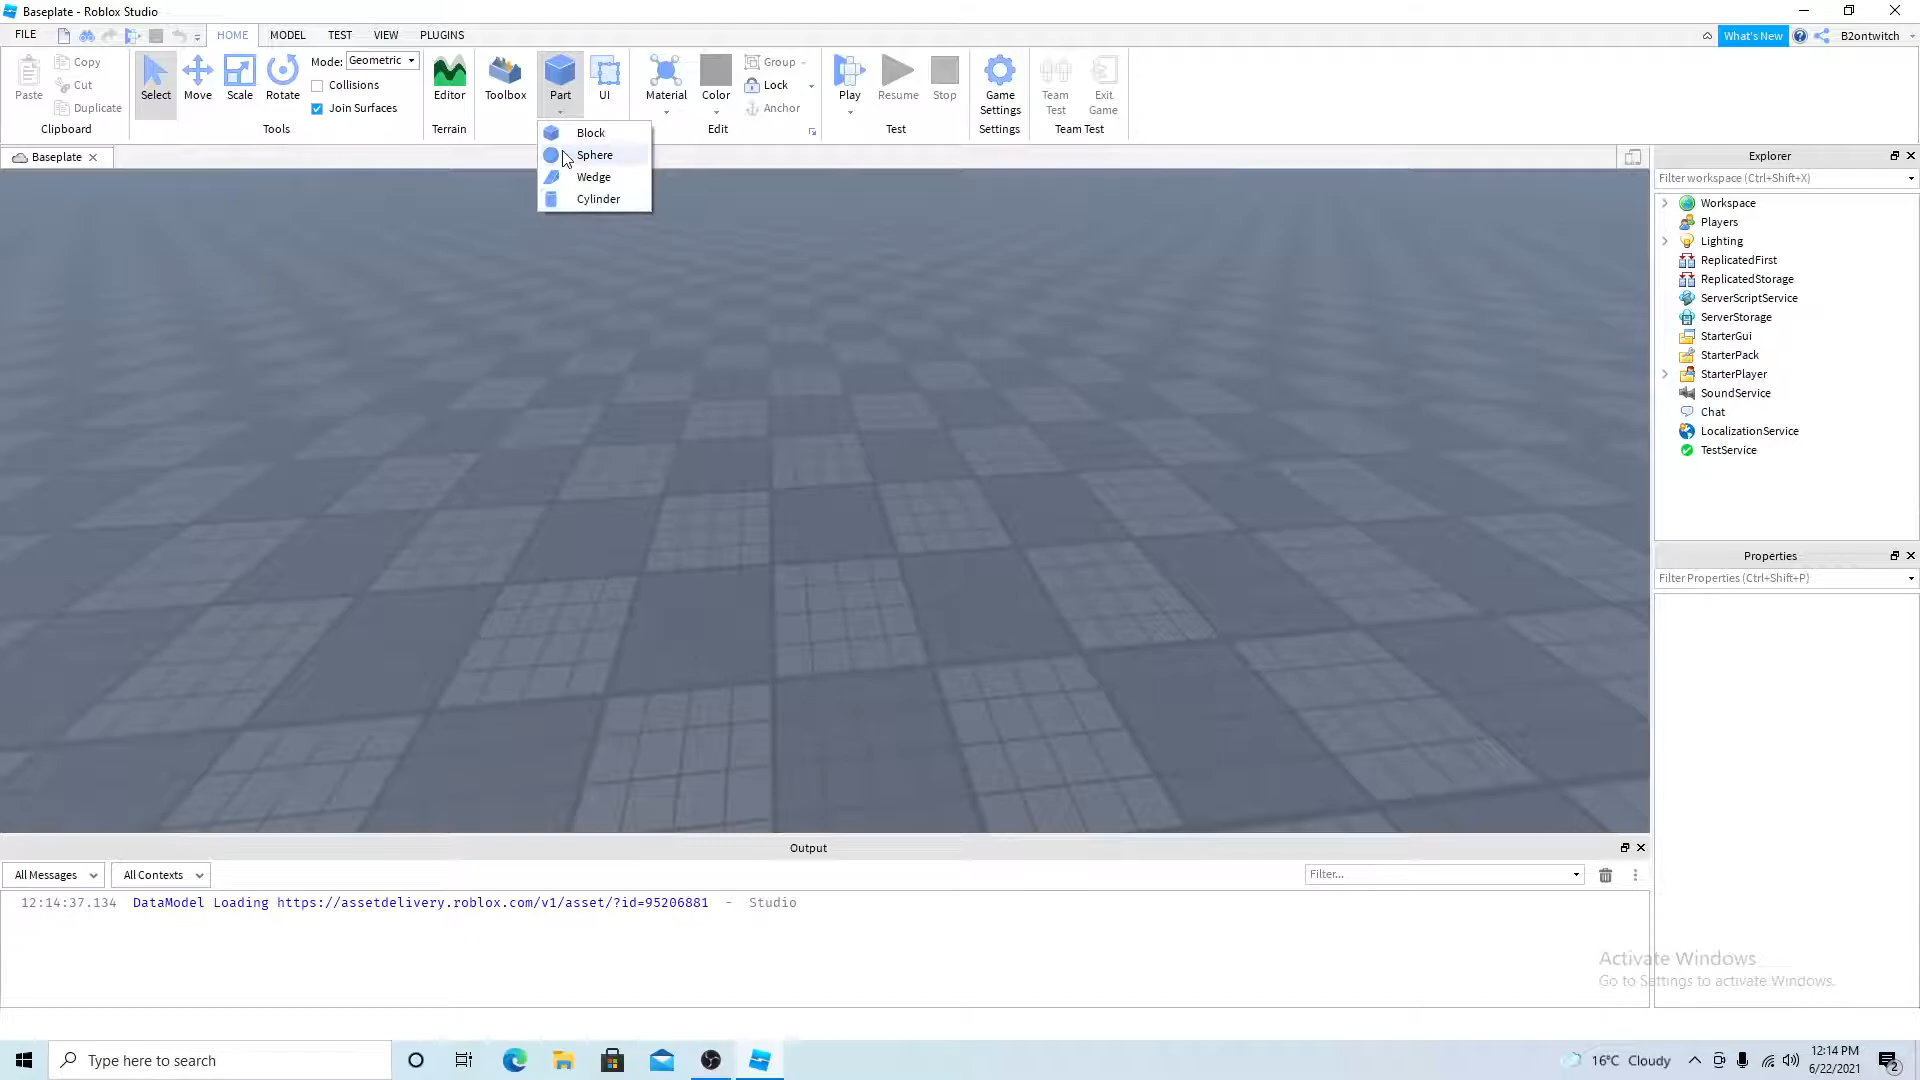 Baseplate - Roblox Studio
FILE
HOME
MODEL
TEST
VIEW
PLUGINS
What's New
B2ontwitch
Paste
Copy
Cut
Duplicate
Clipboard
Select
Move
Scale
Rotate
Mode: Geometric
Collisions
Join Surfaces
Tools
Editor
Terrain
Toolbox
Part
UI
Material
Color
Group
Lock
Anchor
Edit
Play
Resume
Stop
Test
Game
Settings
Settings
Team
Test
Exit
Game
Team Test
Block
Sphere
Wedge
Cylinder
Baseplate
Explorer
Filter workspace (Ctrl+Shift+X)
Workspace
Players
Lighting
ReplicatedFirst
ReplicatedStorage
ServerScriptService
ServerStorage
StarterGui
StarterPack
StarterPlayer
SoundService
Chat
LocalizationService
TestService
Properties
Filter Properties (Ctrl+Shift+P)
Output
All Messages
All Contexts
Filter...
12:14:37.134 DataModel Loading https://assetdelivery.roblox.com/v1/asset/?id=95206881 - Studio
Activate Windows
Go to Settings to activate Windows.
Type here to search
16°C Cloudy
12:14 PM
6/22/2021
2